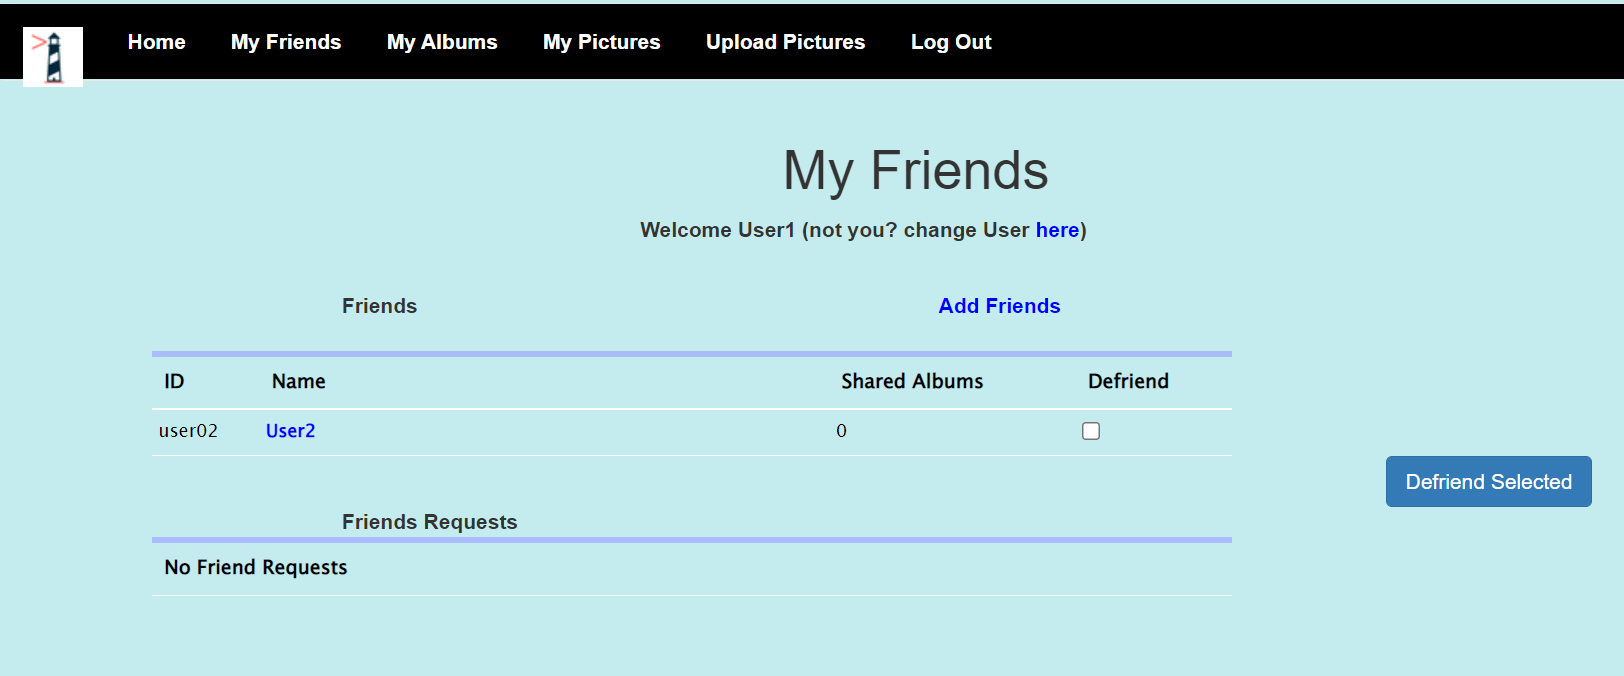 Home My Friends My Albums My Pictures Upload Pictures Log Out
My Friends
Welcome User1 (not you? change User here)
Friends Add Friends
ID Name Shared Albums Defriend
user02 User2 0
Defriend Selected
Friends Requests
No Friend Requests